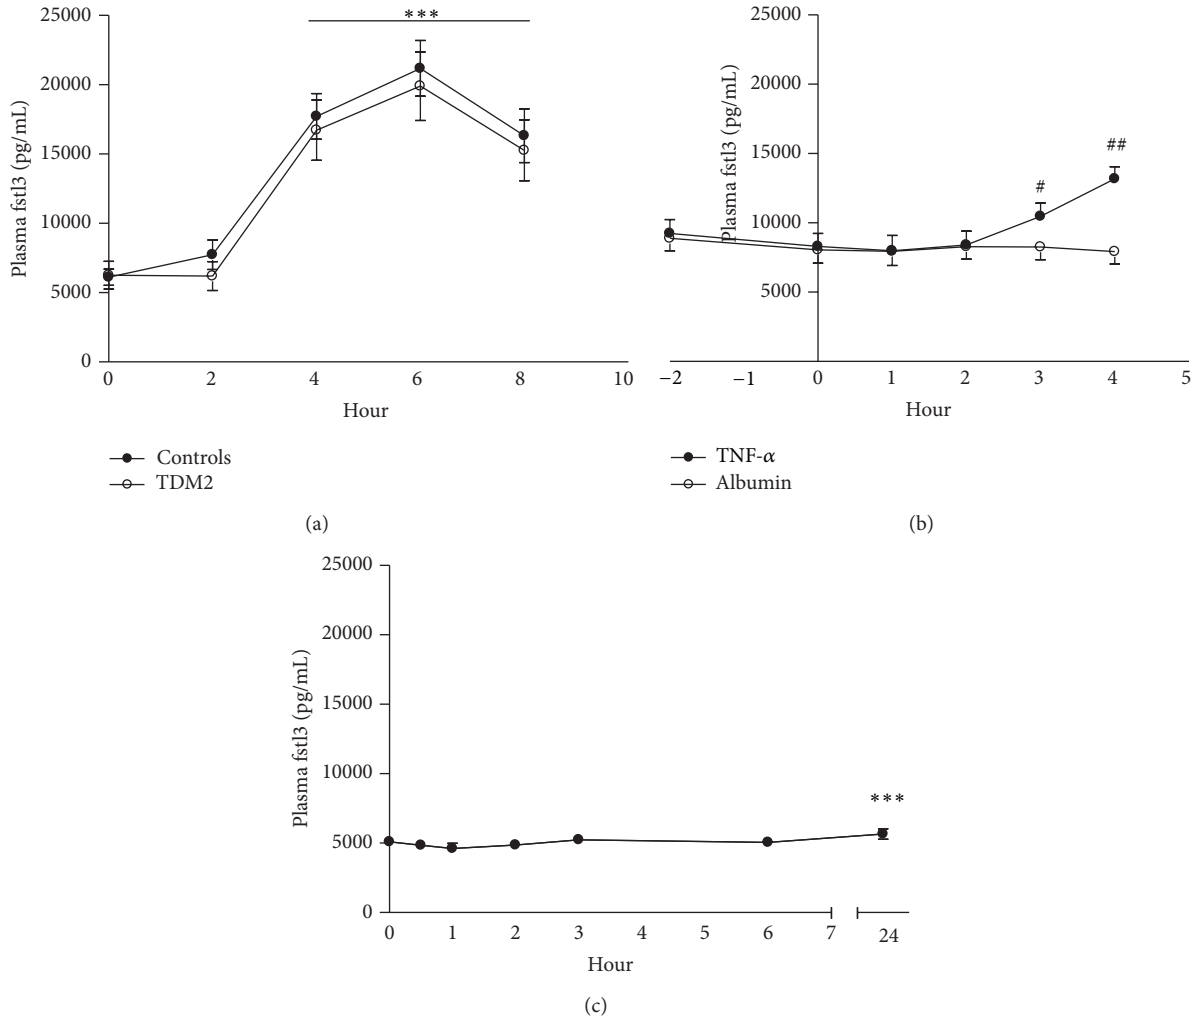 25000
20000
15000
10000
5000
0
Plasma fstl3 (pg/mL)
***
0 2 4 6 8 10
Hour
Controls
TDM2
(a)
25000
20000
15000
10000
5000
Plasma fstl3 (pg/mL)
#
##
−2 −1 0 1 2 3 4 5
Hour
TNF-α
Albumin
(b)
25000
20000
15000
10000
5000
0
Plasma fstl3 (pg/mL)
***
0 1 2 3 4 5 6 7 24
Hour
(c)